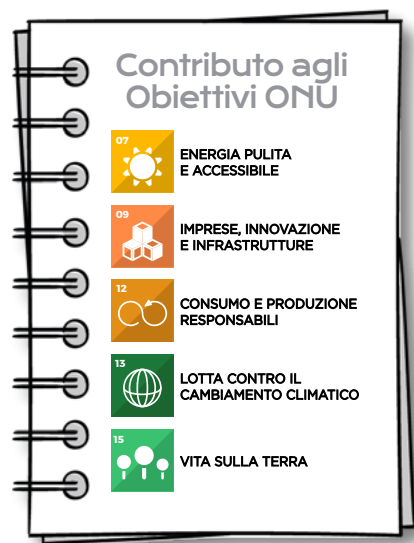 Contributo agli
Obiettivi ONU
07
ENERGIA PULITA
E ACCESSIBILE
09
IMPRESE, INNOVAZIONE
E INFRASTRUTTURE
12
CONSUMO E PRODUZIONE
RESPONSABILI
13
LOTTA CONTRO IL
CAMBIAMENTO CLIMATICO
15
VITA SULLA TERRA